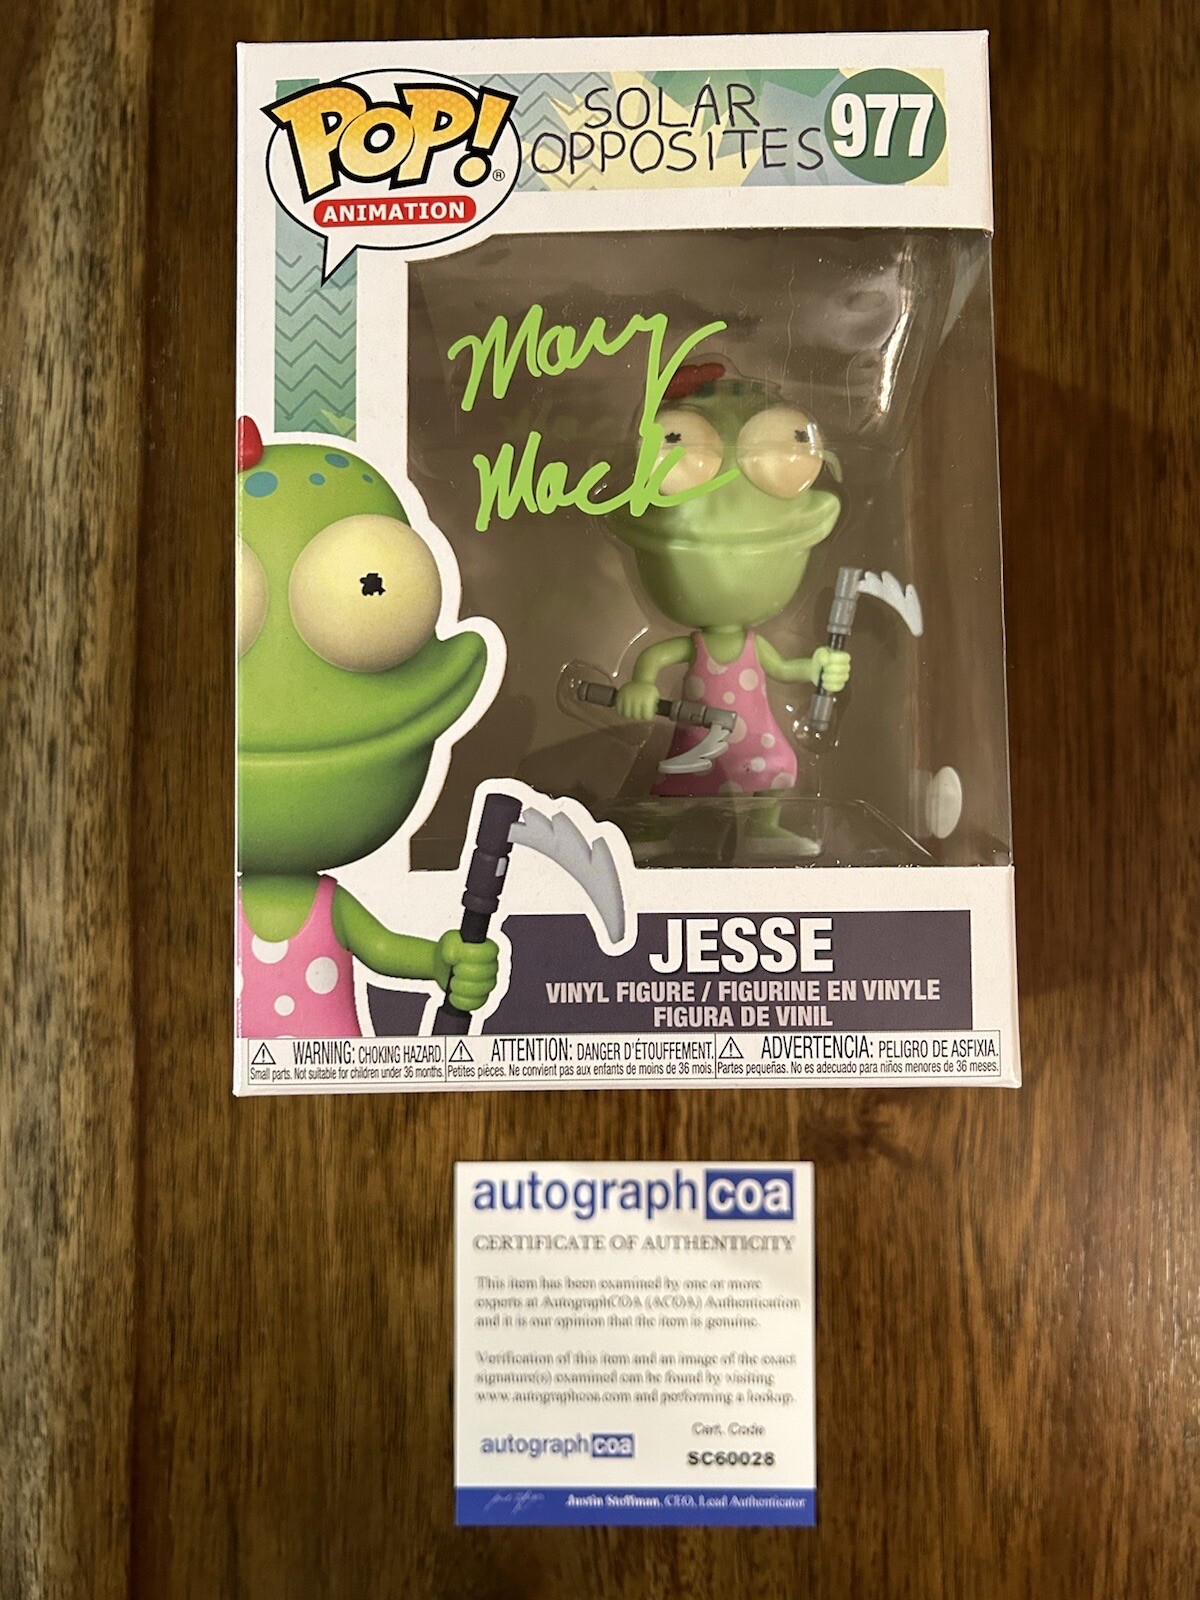 POP!®
ANIMATION
SOLAR
OPPOSITES
977
Mary
Mack
JESSE
VINYL FIGURE / FIGURINE EN VINYLE
FIGURA DE VINIL
WARNING: CHOKING HAZARD.
Small parts. Not suitable for children under 36 months.
ATTENTION: DANGER D'ÉTOUFFEMENT.
Petites pièces. Ne convient pas aux enfants de moins de 36 mois.
ADVERTENCIA: PELIGRO DE ASFIXIA.
Partes pequeñas. No es adecuado para niños menores de 36 meses.
autographcoa
CERTIFICATE OF AUTHENTICITY
This item has been examined by one or more
experts at AutographCOA (ACOA) Authentication
and it is our opinion that the item is genuine.
Verification of this item and an image of the exact
signature(s) examined can be found by visiting
www.autographcoa.com and performing a lookup.
autographcoa
Cert. Code
SC60028
Justin Stoffman, CEO, Lead Authenticator